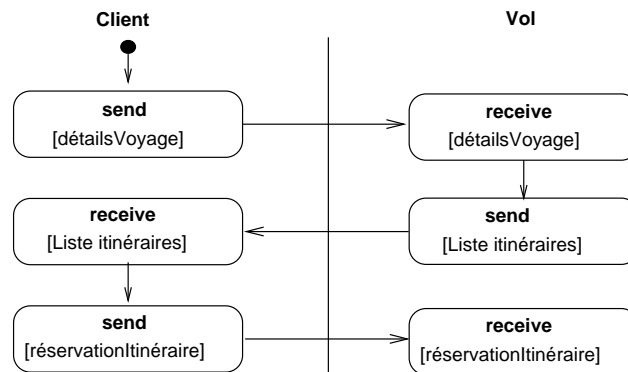 Client
Vol
send
[détailsVoyage]
receive
[détailsVoyage]
receive
[Liste itinéraires]
send
[Liste itinéraires]
send
[réservationItinéraire]
receive
[réservationItinéraire]